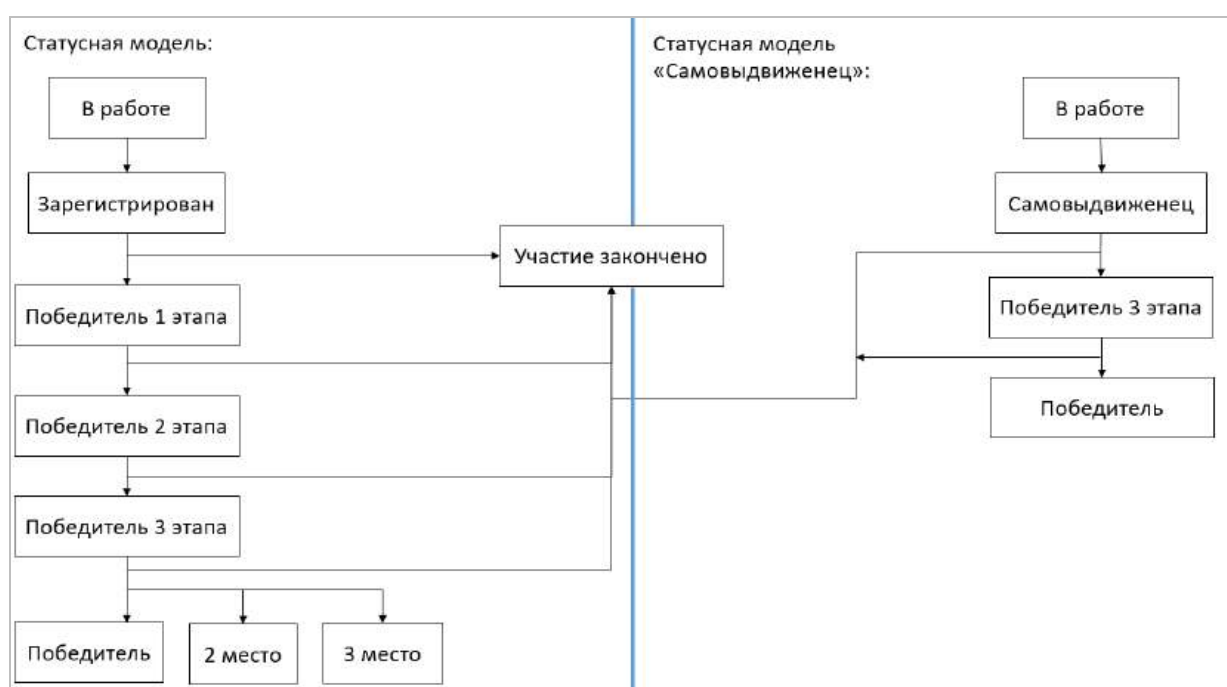 Статусная модель:
В работе
Зарегистрирован
Участие закончено
Победитель 1 этапа
Победитель 2 этапа
Победитель 3 этапа
Победитель
2 место
3 место
Статусная модель
«Самовыдвиженец»:
В работе
Самовыдвиженец
Победитель 3 этапа
Победитель